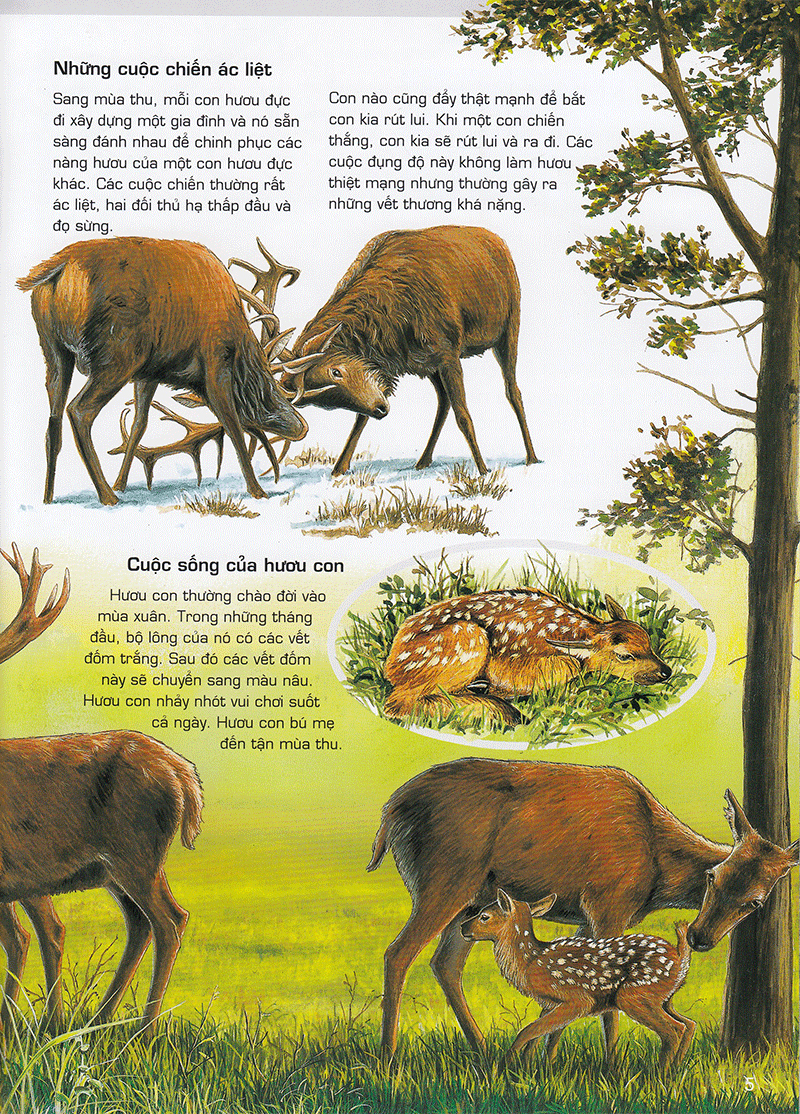 Những cuộc chiến ác liệt
Sang mùa thu, mỗi con hươu đực
đi xây dựng một gia đình và nó sẵn
sàng đánh nhau để chinh phục các
nàng hươu của một con hươu đực
khác. Các cuộc chiến thường rất
ác liệt, hai đối thủ hạ thấp đầu và
đọ sừng.
Con nào cũng đẩy thật mạnh để bắt
con kia rút lui. Khi một con chiến
thắng, con kia sẽ rút lui và ra đi. Các
cuộc đụng độ này không làm hươu
thiệt mạng nhưng thường gây ra
những vết thương khá nặng.
Cuộc sống của hươu con
Hươu con thường chào đời vào
mùa xuân. Trong những tháng
đầu, bộ lông của nó có các vết
đốm trắng. Sau đó các vết đốm
này sẽ chuyển sang màu nâu.
Hươu con nhảy nhót vui chơi suốt
cả ngày. Hươu con bú mẹ
đến tận mùa thu.
5